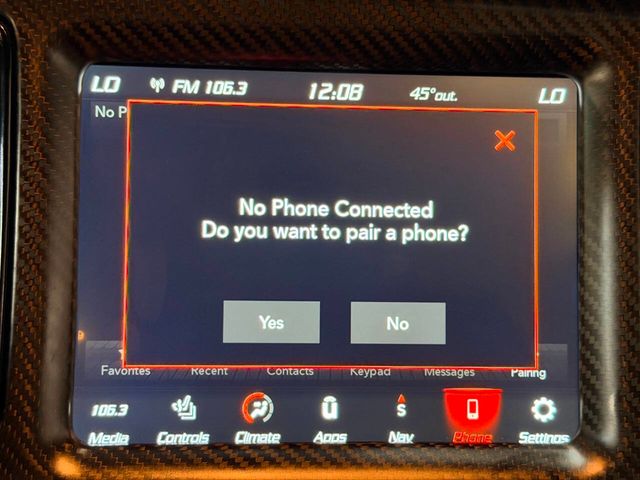 LO FM 106.3 12:08 45°out. LO
No P
No Phone Connected
Do you want to pair a phone?
Yes No
Favorites Recent Contacts Keypad Messages Pairing
106.3 S
Media Controls Climate Apps Nav Phone Settings